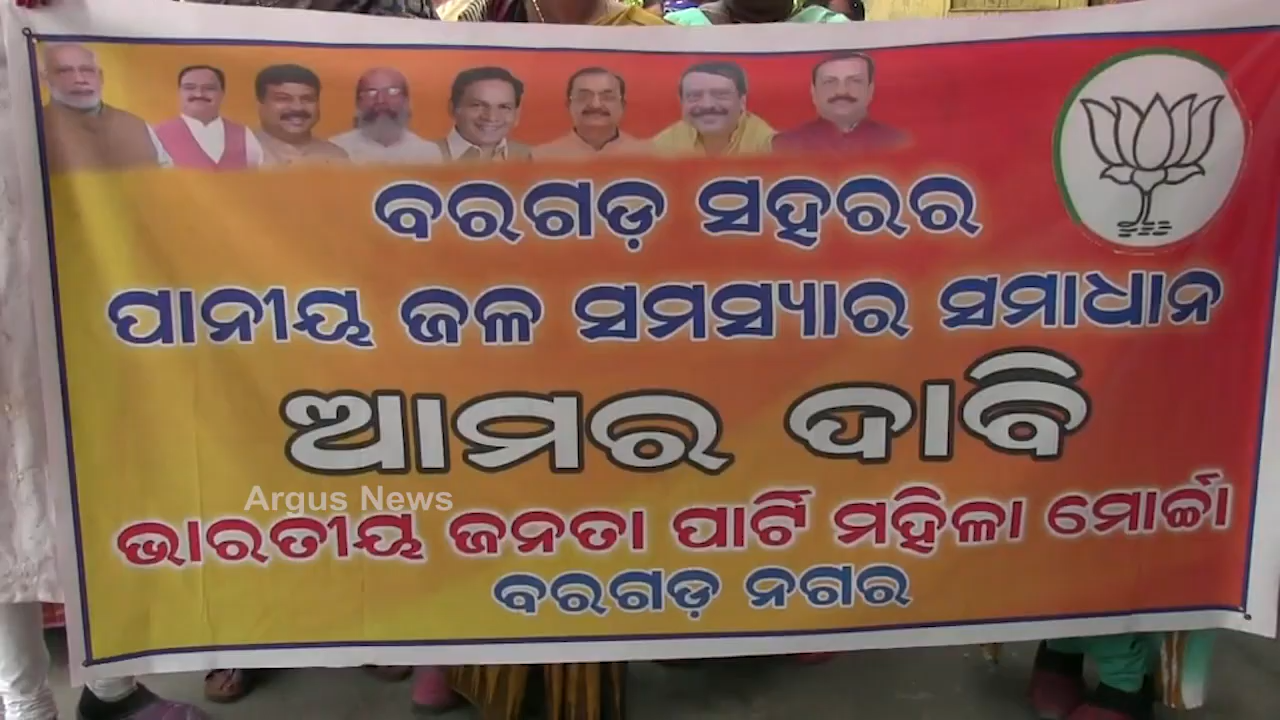 ବରଗଡ଼ ସହରର
ପାନୀୟ ଜଳ ସମସ୍ୟାର ସମାଧାନ
ଆମର ଦାବି
Argus News
ଭାରତୀୟ ଜନତା ପାର୍ଟି ମହିଳା ମୋର୍ଚ୍ଚା
ବରଗଡ଼ ନଗର